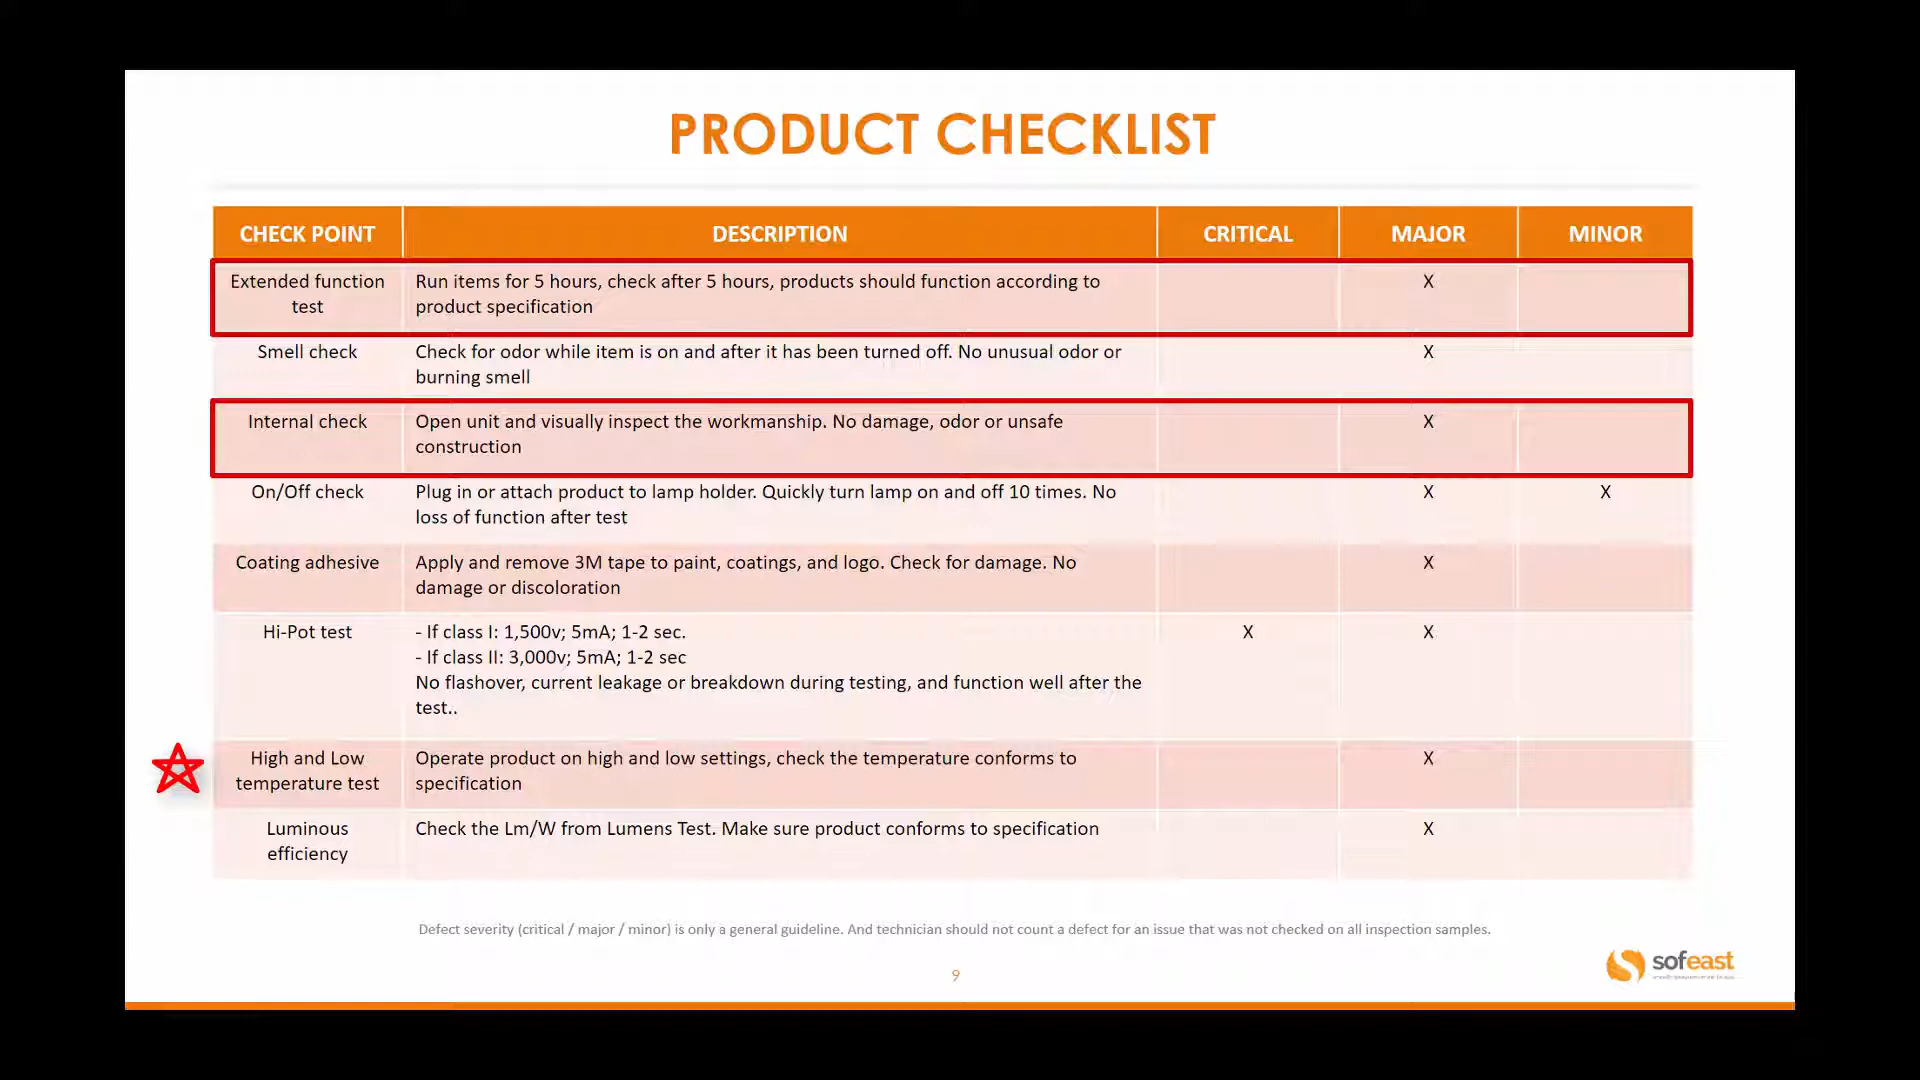 PRODUCT CHECKLIST
CHECK POINT
DESCRIPTION
CRITICAL
MAJOR
MINOR
Extended function
test
Run items for 5 hours, check after 5 hours, products should function according to
product specification
X
Smell check
Check for odor while item is on and after it has been turned off. No unusual odor or
burning smell
X
Internal check
Open unit and visually inspect the workmanship. No damage, odor or unsafe
construction
X
On/Off check
Plug in or attach product to lamp holder. Quickly turn lamp on and off 10 times. No
loss of function after test
X
X
Coating adhesive
Apply and remove 3M tape to paint, coatings, and logo. Check for damage. No
damage or discoloration
X
Hi-Pot test
- If class I: 1,500v; 5mA; 1-2 sec.
- If class II: 3,000v; 5mA; 1-2 sec
No flashover, current leakage or breakdown during testing, and function well after the
test..
X
X
High and Low
temperature test
Operate product on high and low settings, check the temperature conforms to
specification
X
Luminous
efficiency
Check the Lm/W from Lumens Test. Make sure product conforms to specification
X
Defect severity (critical / major / minor) is only a general guideline. And technician should not count a defect for an issue that was not checked on all inspection samples.
9
sofeast